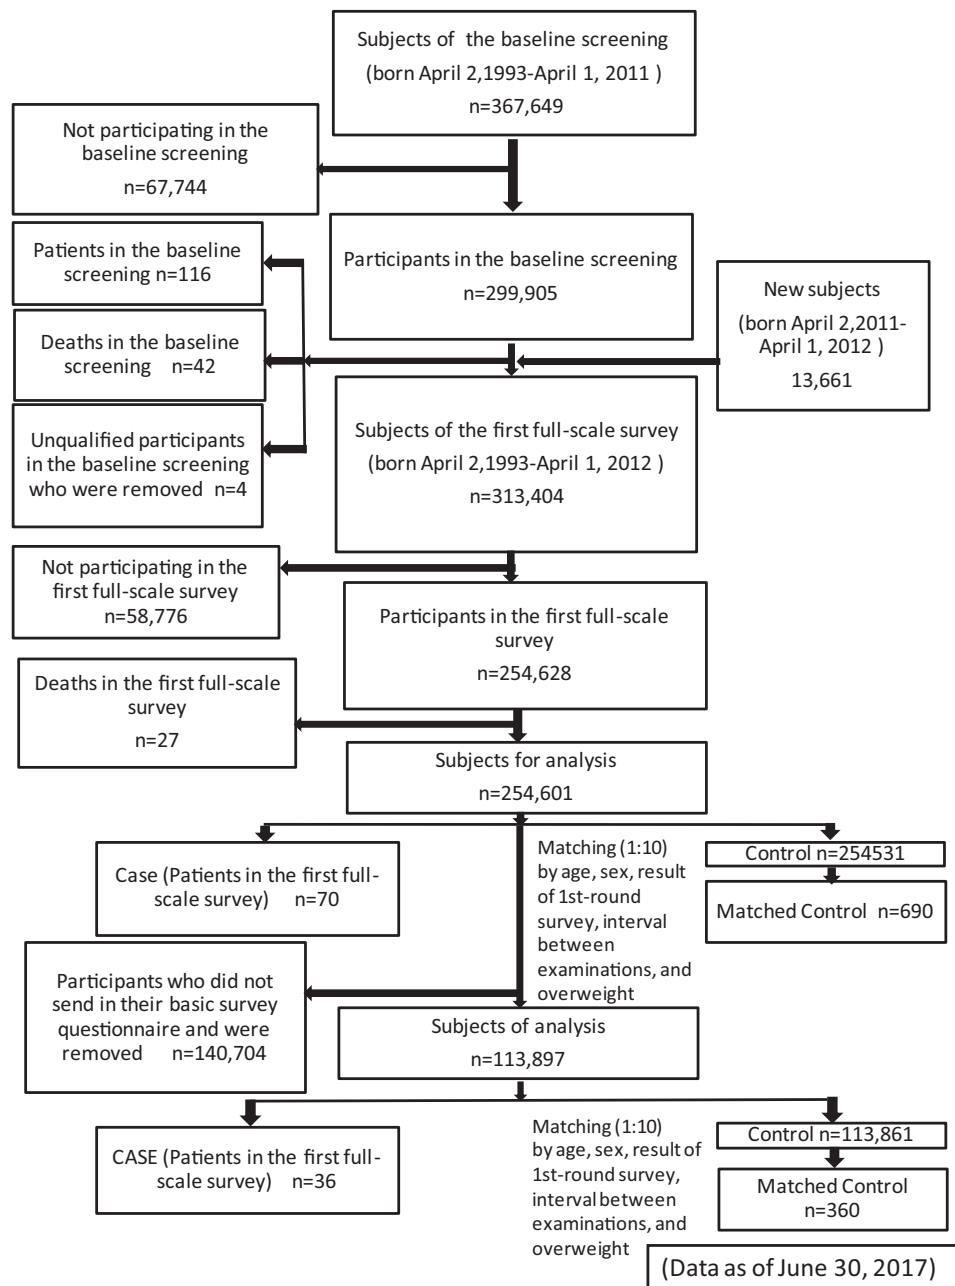 Subjects of the baseline screening
(born April 2,1993-April 1, 2011 )
n=367,649
Not participating in the
baseline screening
n=67,744
Patients in the baseline
screening n=116
Participants in the baseline screening
n=299,905
New subjects
(born April 2,2011-
April 1, 2012 )
13,661
Deaths in the baseline
screening n=42
Unqualified participants
in the baseline screening
who were removed n=4
Subjects of the first full-scale survey
(born April 2,1993-April 1, 2012 )
n=313,404
Not participating in the
first full-scale survey
n=58,776
Participants in the first full-scale
survey
n=254,628
Deaths in the first full-scale
survey
n=27
Subjects for analysis
n=254,601
Case (Patients in the first full-
scale survey) n=70
Matching (1:10)
by age, sex, result
of 1st-round
survey, interval
between
examinations, and
overweight
Control n=254531
Matched Control n=690
Participants who did not
send in their basic survey
questionnaire and were
removed n=140,704
Subjects of analysis
n=113,897
CASE (Patients in the first full-
scale survey) n=36
Matching (1:10)
by age, sex, result of
1st-round survey,
interval between
examinations, and
overweight
Control n=113,861
Matched Control
n=360
(Data as of June 30, 2017)